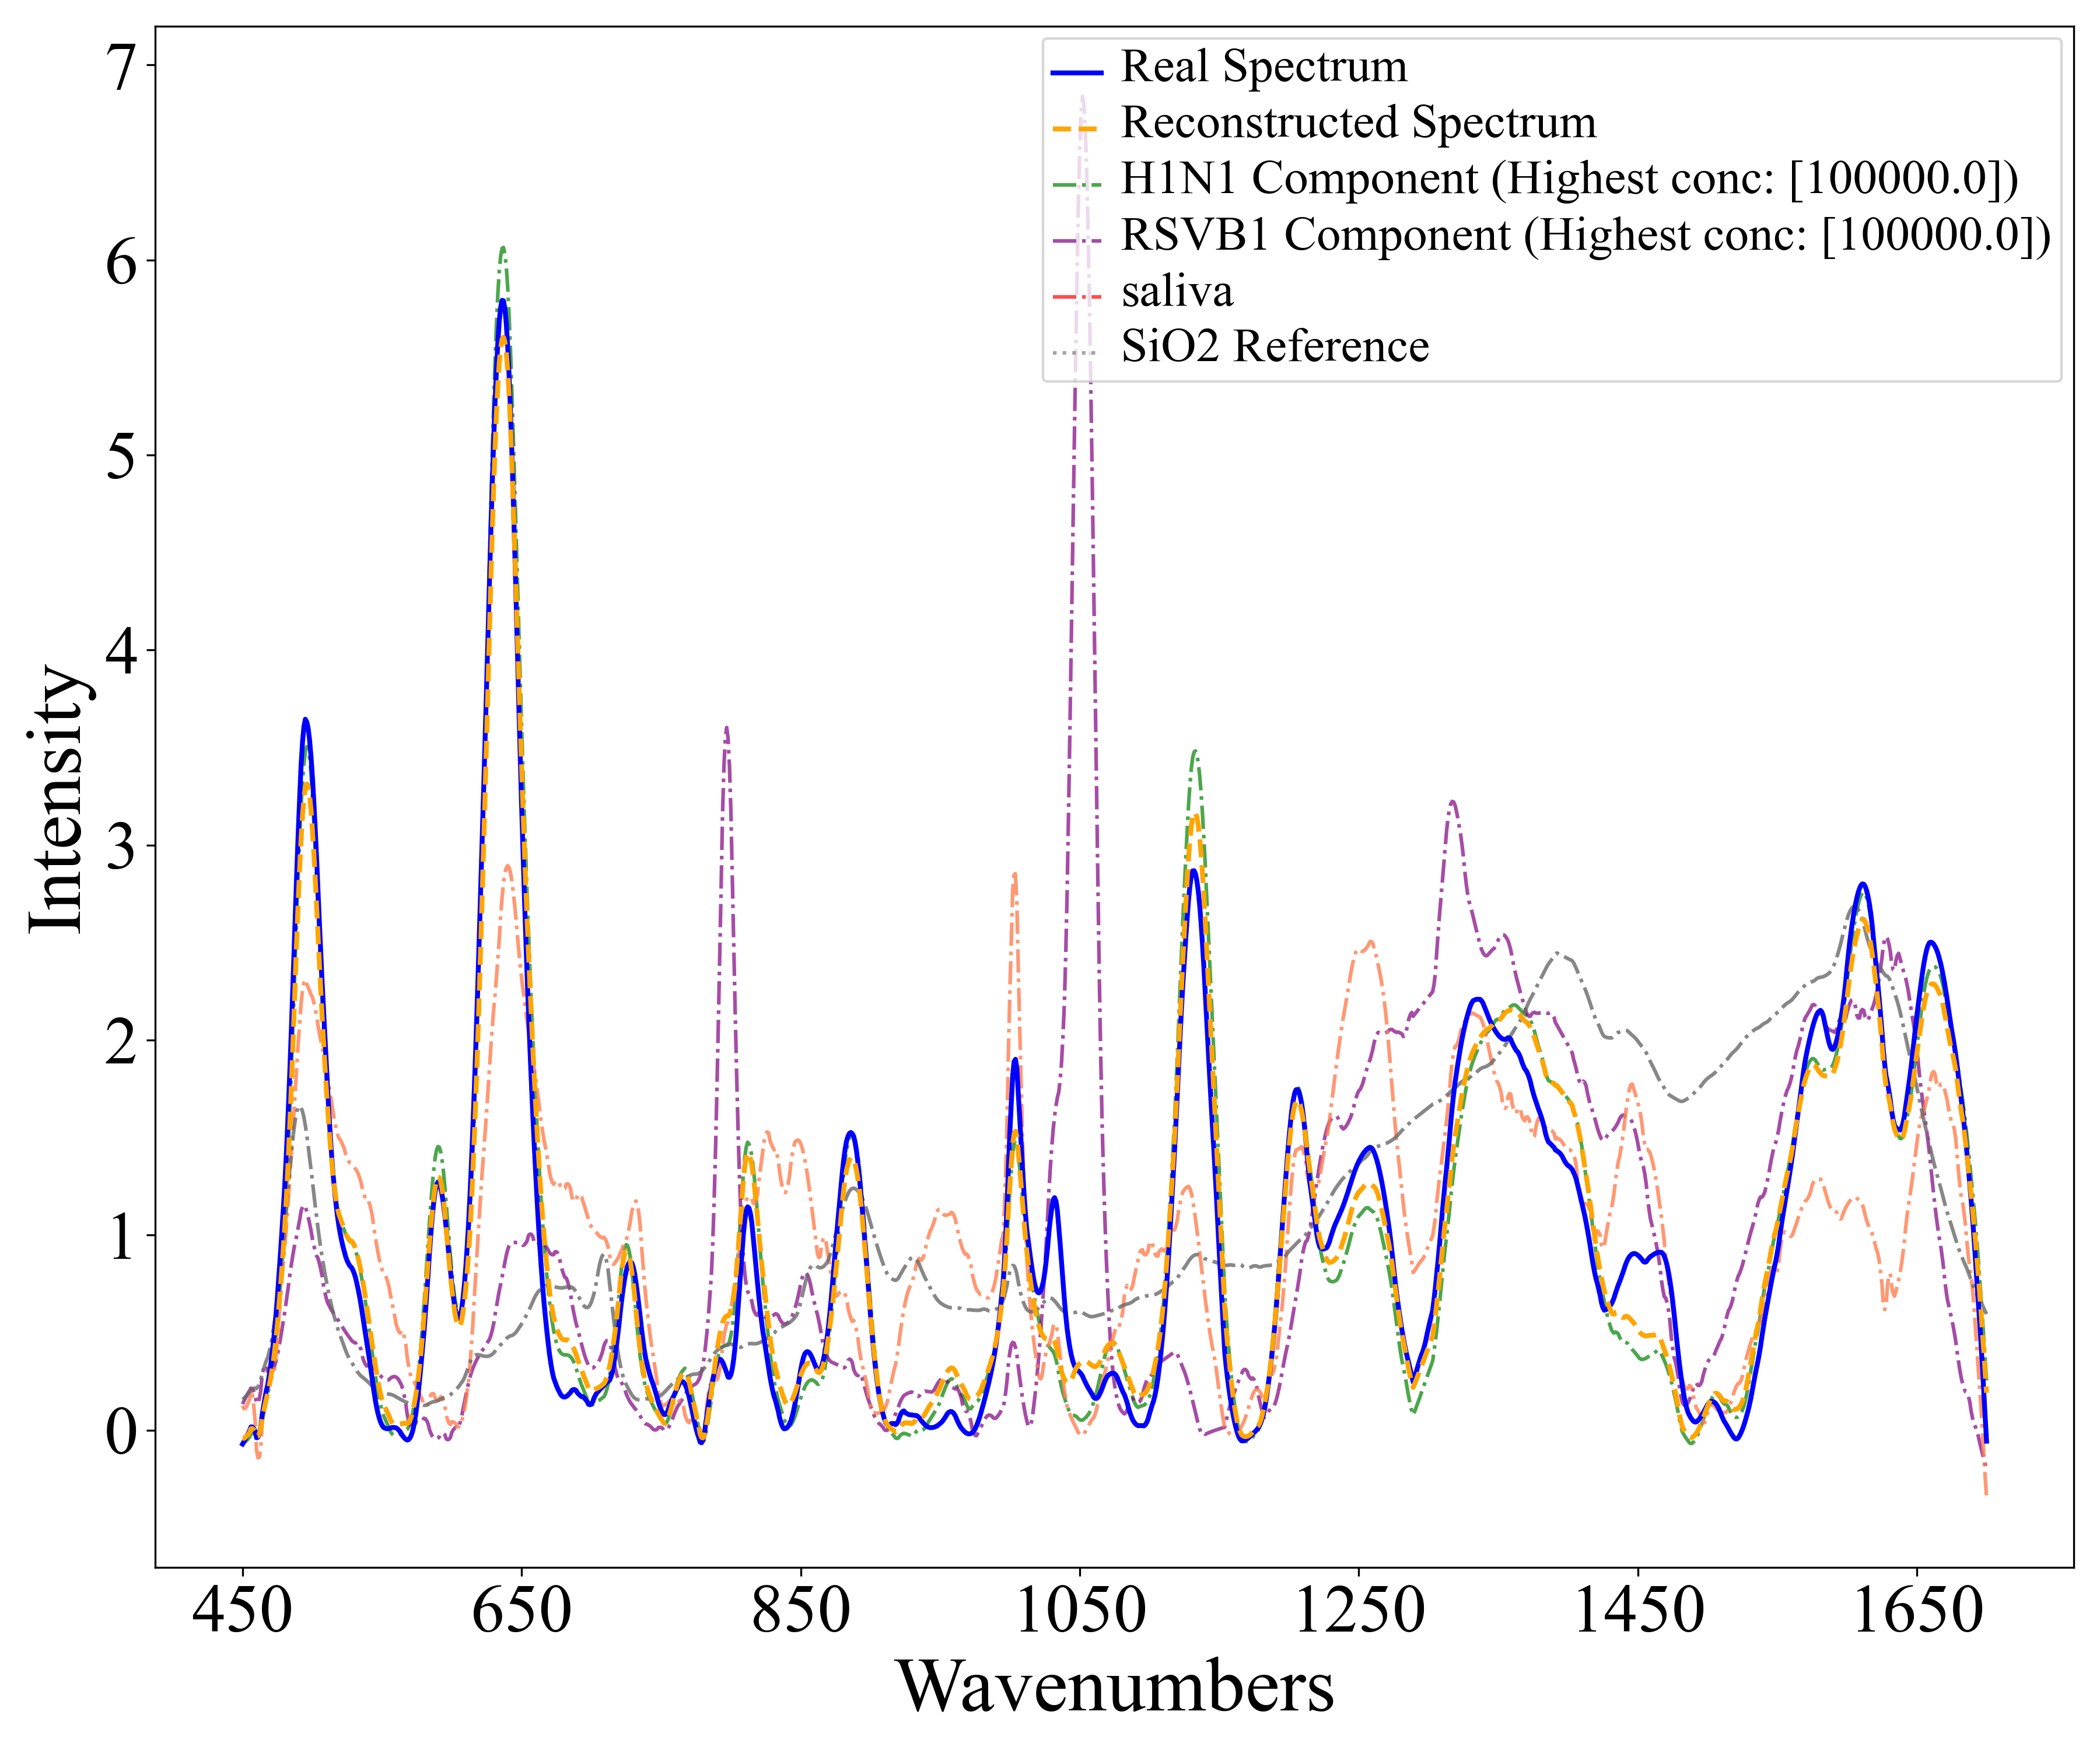 7
6
5
4
3
2
1
0
Intensity
Real Spectrum
Reconstructed Spectrum
H1N1 Component (Highest conc: [100000.0])
RSVB1 Component (Highest conc: [100000.0])
saliva
SiO2 Reference
450 650 850 1050 1250 1450 1650
Wavenumbers